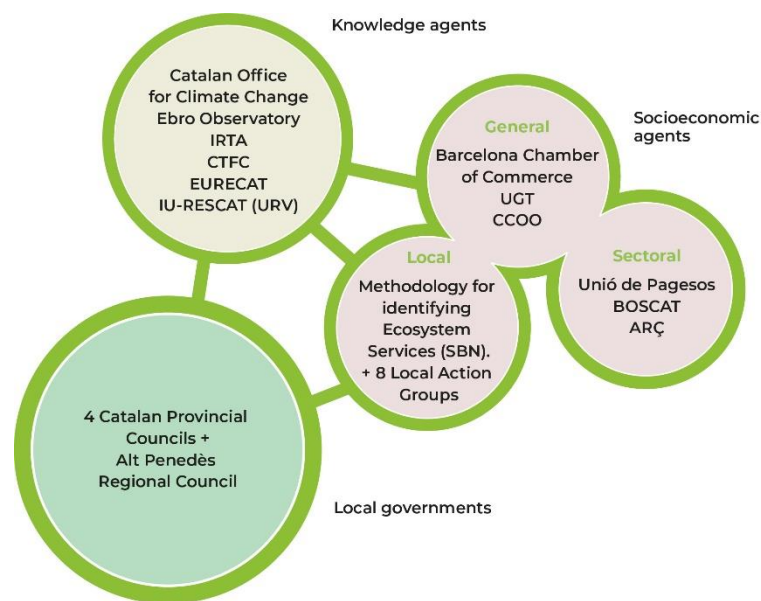 Knowledge agents
Catalan Office
for Climate Change
Ebro Observatory
IRTA
CTFC
EURECAT
IU-RESCAT (URV)
Socioeconomic
agents
General
Barcelona Chamber
of Commerce
UGT
CCOO
Local
Methodology for
identifying
Ecosystem
Services (SBN).
+ 8 Local Action
Groups
Sectoral
Unió de Pagesos
BOSCAT
ARÇ
4 Catalan Provincial
Councils +
Alt Penedès
Regional Council
Local governments